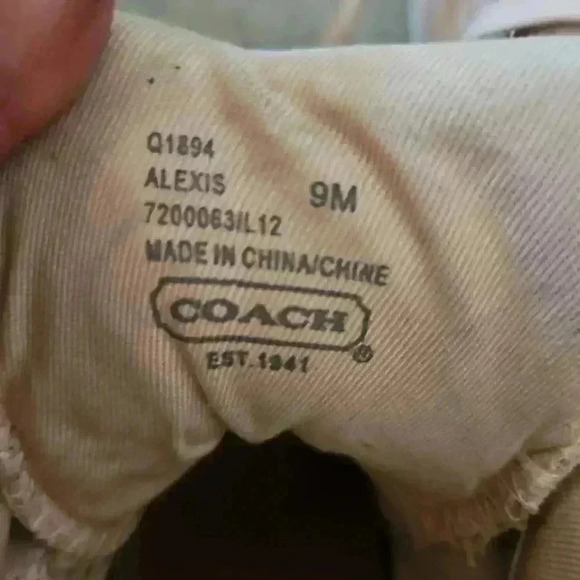 Q1894
ALEXIS
9M
7200063/L12
MADE IN CHINA/CHINE
COACH®
EST. 1941